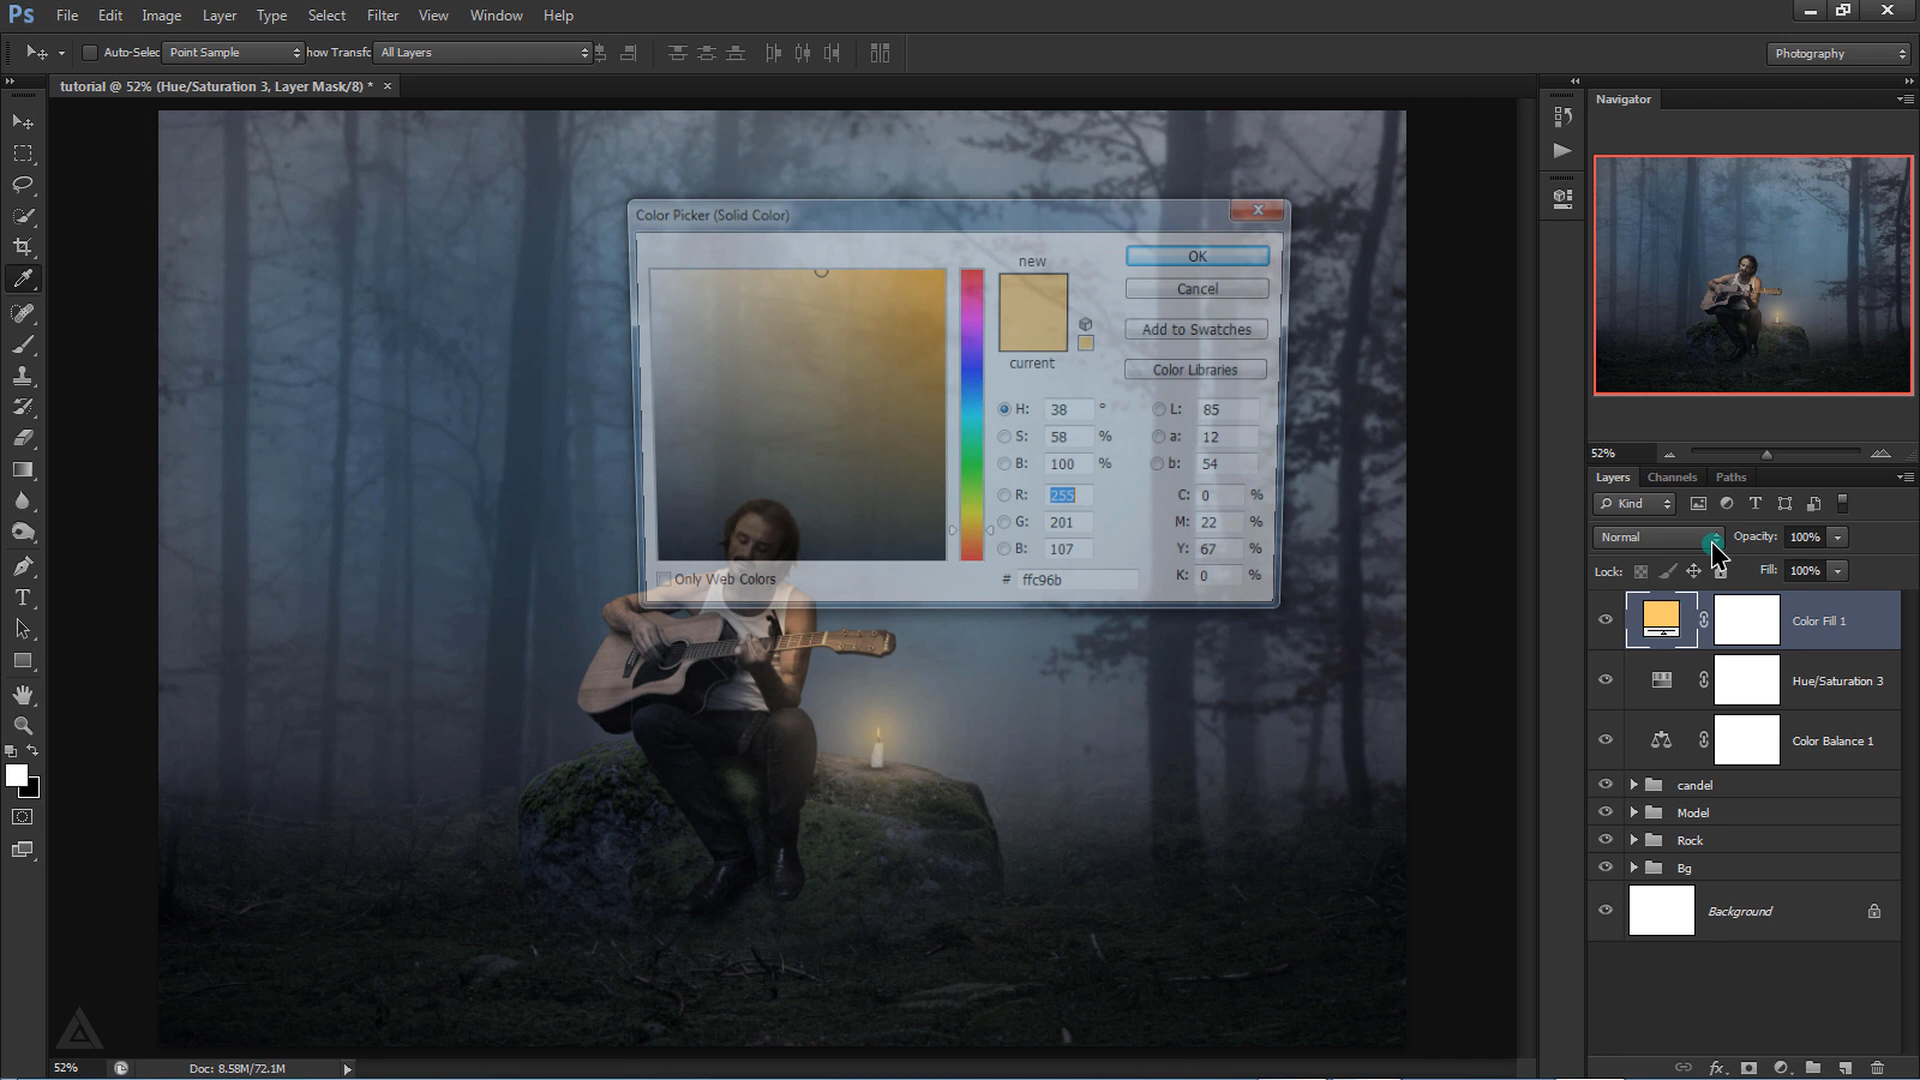 Ps File Edit Image Layer Type Select Filter View Window Help
Auto-Selec Point Sample how Transfc All Layers Photography
tutorial @ 52% (Hue/Saturation 3, Layer Mask/8) * ×
Navigator
Color Picker (Solid Color)
new
OK
Cancel
Add to Swatches
current
Color Libraries
H: 38 ° L: 85
S: 58 % a: 12
B: 100 % b: 54
R: 255 C: 0 %
G: 201 M: 22 %
B: 107 Y: 67 %
Only Web Colors # ffc96b K: 0 %
52%
Layers Channels Paths
Kind T
Normal Opacity: 100%
Lock: Fill: 100%
Color Fill 1
Hue/Saturation 3
Color Balance 1
candel
Model
Rock
Bg
Background
T
52% Doc: 8.58M/72.1M
fx